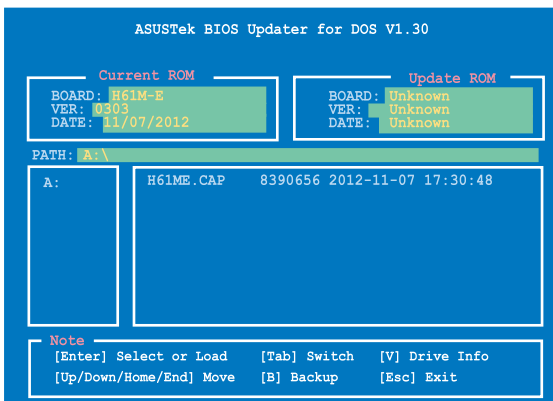 ASUSTek BIOS Updater for DOS V1.30
Current ROM
BOARD: H61M-E
VER: 0303
DATE: 11/07/2012
Update ROM
BOARD: Unknown
VER: Unknown
DATE: Unknown
PATH: A:\
A:
H61ME.CAP 8390656 2012-11-07 17:30:48
Note
[Enter] Select or Load [Tab] Switch [V] Drive Info
[Up/Down/Home/End] Move [B] Backup [Esc] Exit